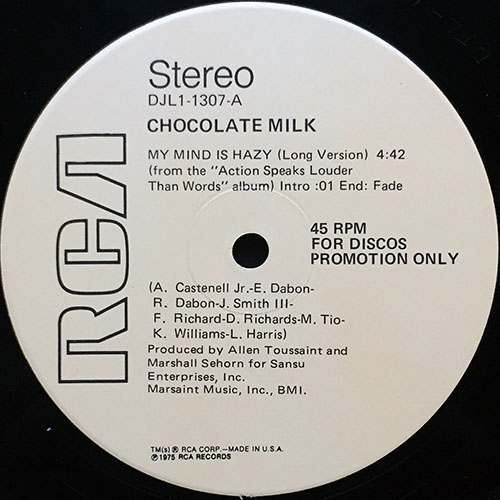 RCA
Stereo
DJL1-1307-A
CHOCOLATE MILK
MY MIND IS HAZY (Long Version) 4:42
(from the "Action Speaks Louder
Than Words" album) Intro :01 End: Fade
45 RPM
FOR DISCOS
PROMOTION ONLY
(A. Castenell Jr.-E. Dabon-
R. Dabon-J. Smith III-
F. Richard-D. Richards-M. Tio-
K. Williams-L. Harris)
Produced by Allen Toussaint and
Marshall Sehorn for Sansu
Enterprises, Inc.
Marsaint Music, Inc., BMI.
TM(s) ® RCA CORP.—MADE IN U.S.A.
℗1975 RCA RECORDS